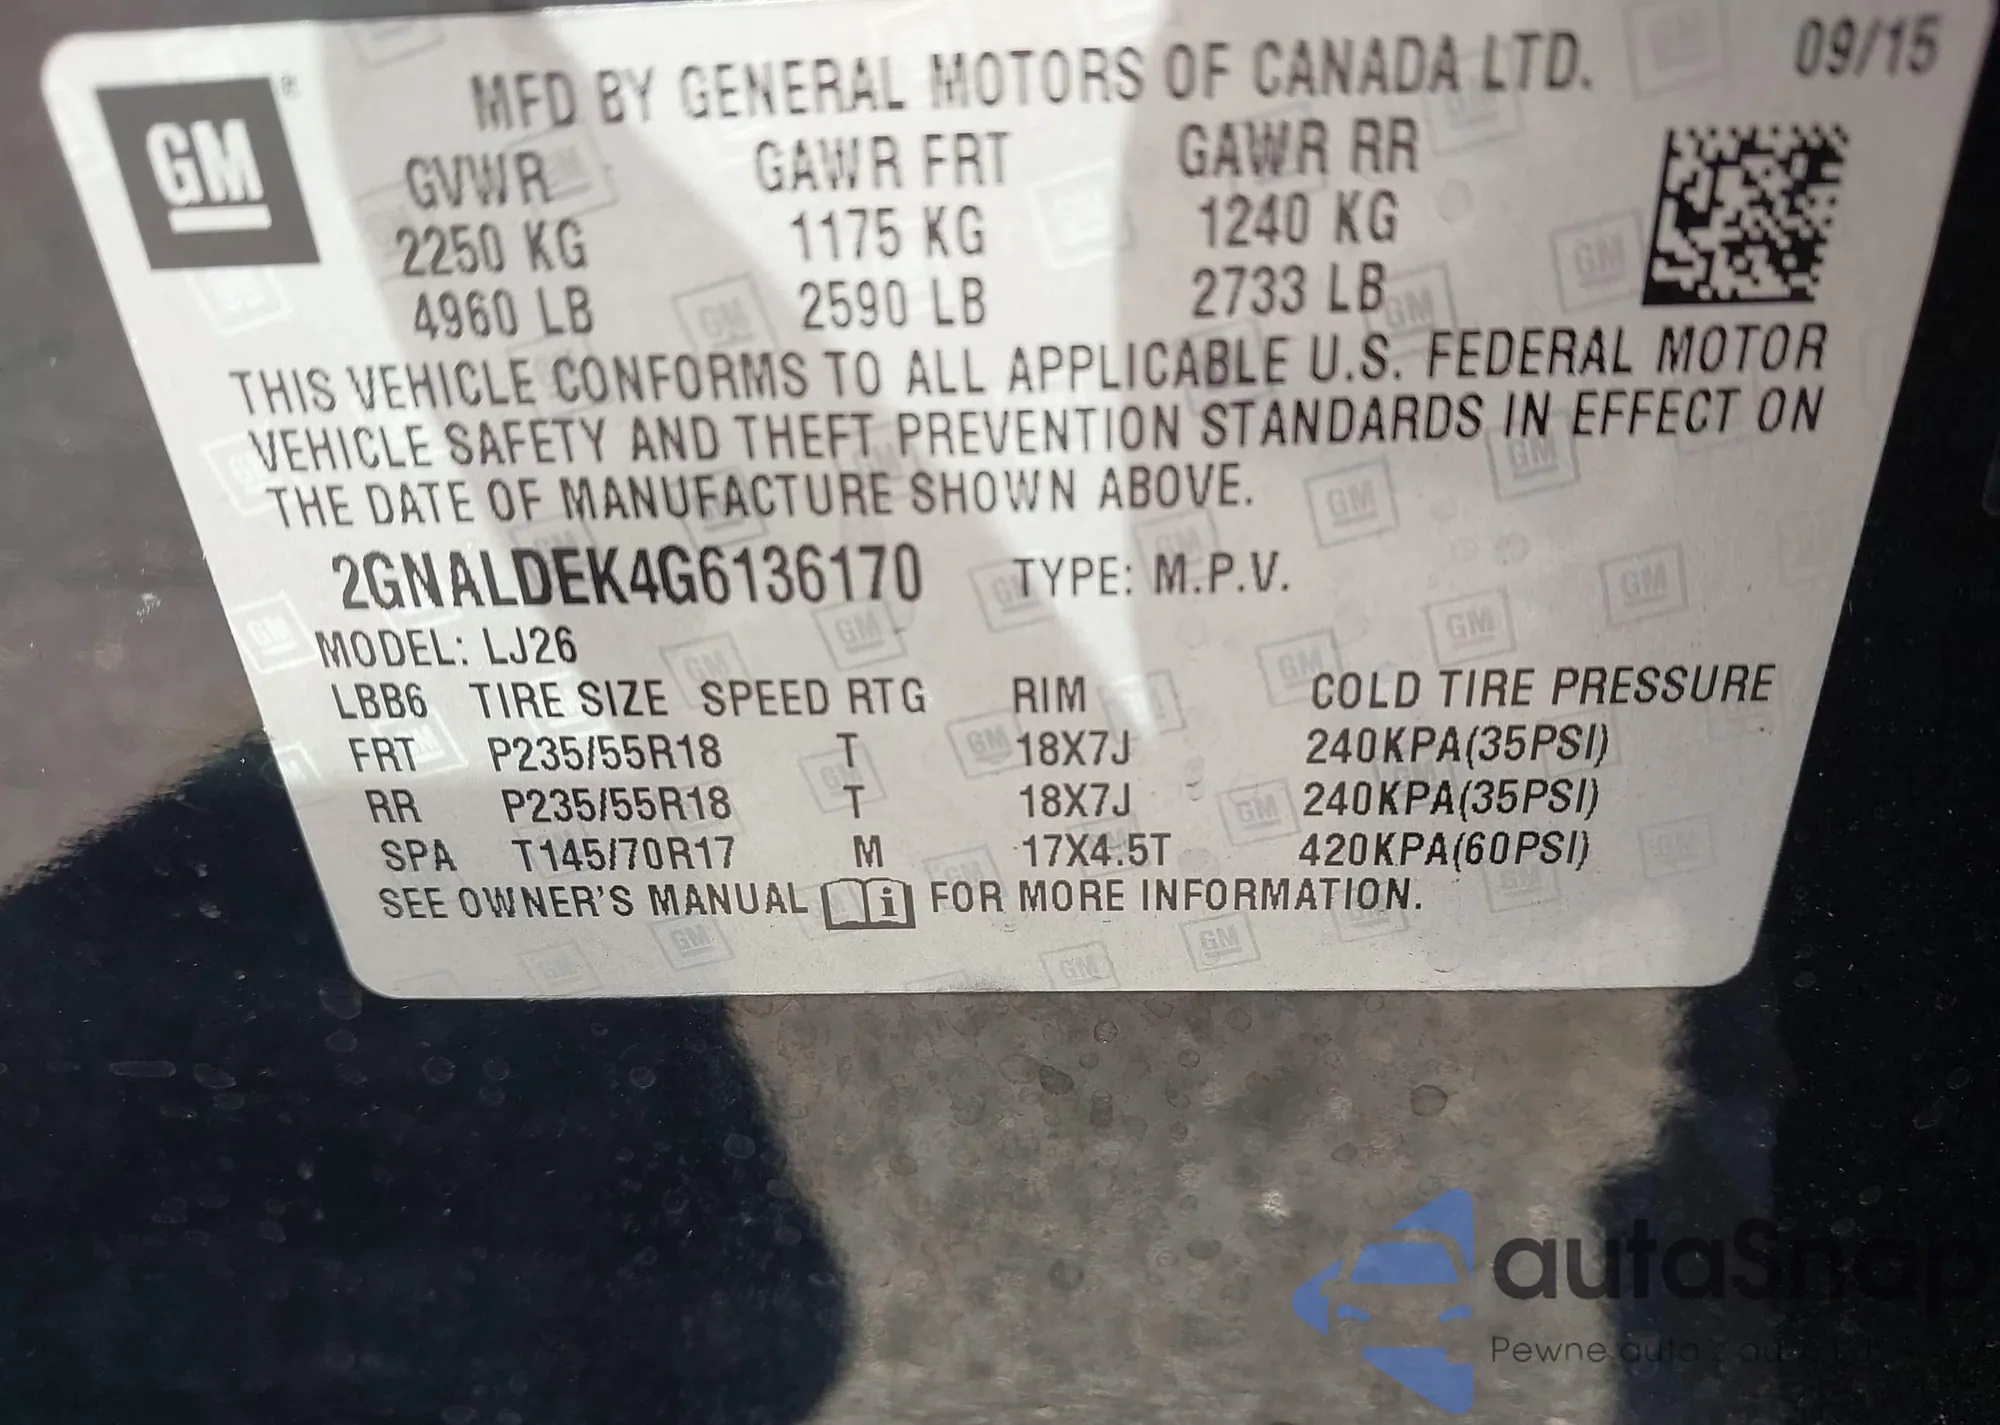 GM ®
MFD BY GENERAL MOTORS OF CANADA LTD. 09/15
GVWR GAWR FRT GAWR RR
2250 KG 1175 KG 1240 KG
4960 LB 2590 LB 2733 LB
THIS VEHICLE CONFORMS TO ALL APPLICABLE U.S. FEDERAL MOTOR
VEHICLE SAFETY AND THEFT PREVENTION STANDARDS IN EFFECT ON
THE DATE OF MANUFACTURE SHOWN ABOVE.
2GNALDEK4G6136170 TYPE: M.P.V.
MODEL: LJ26
LBB6 TIRE SIZE SPEED RTG RIM COLD TIRE PRESSURE
FRT P235/55R18 T 18X7J 240KPA(35PSI)
RR P235/55R18 T 18X7J 240KPA(35PSI)
SPA T145/70R17 M 17X4.5T 420KPA(60PSI)
SEE OWNER'S MANUAL i FOR MORE INFORMATION.
autaSnap
Pewne auto z